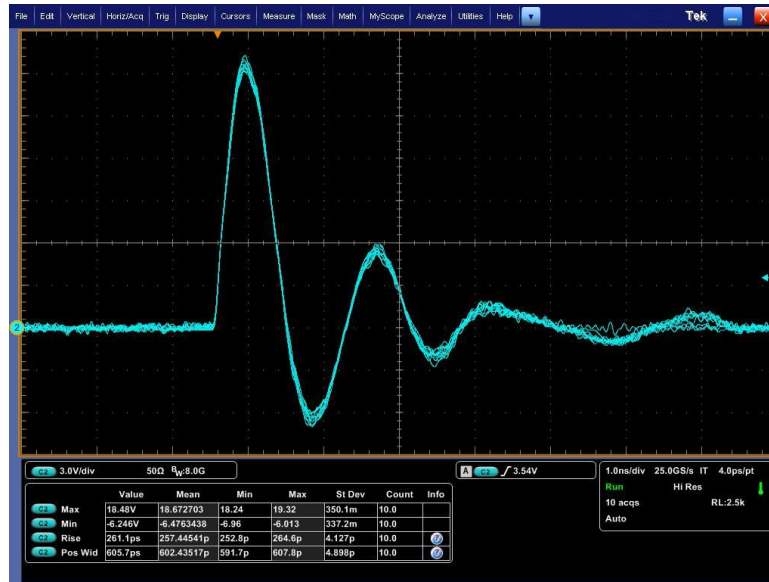 File Edit Vertical Horiz/Acq Trig Display Cursors Measure Mask Math MyScope Analyze Utilities Help Tek X
2
C2 3.0V/div 50Ω BW:8.0G
A C2 3.54V
1.0ns/div 25.0GS/s IT 4.0ps/pt
Run Hi Res
10 acqs RL:2.5k
Auto
Value Mean Min Max St Dev Count Info
C2 Max 18.48V 18.672703 18.24 19.32 350.1m 10.0
C2 Min -6.246V -6.4763438 -6.96 -6.013 337.2m 10.0
C2 Rise 261.1ps 257.44541p 252.8p 264.6p 4.127p 10.0
C2 Pos Wid 605.7ps 602.43517p 591.7p 607.8p 4.898p 10.0